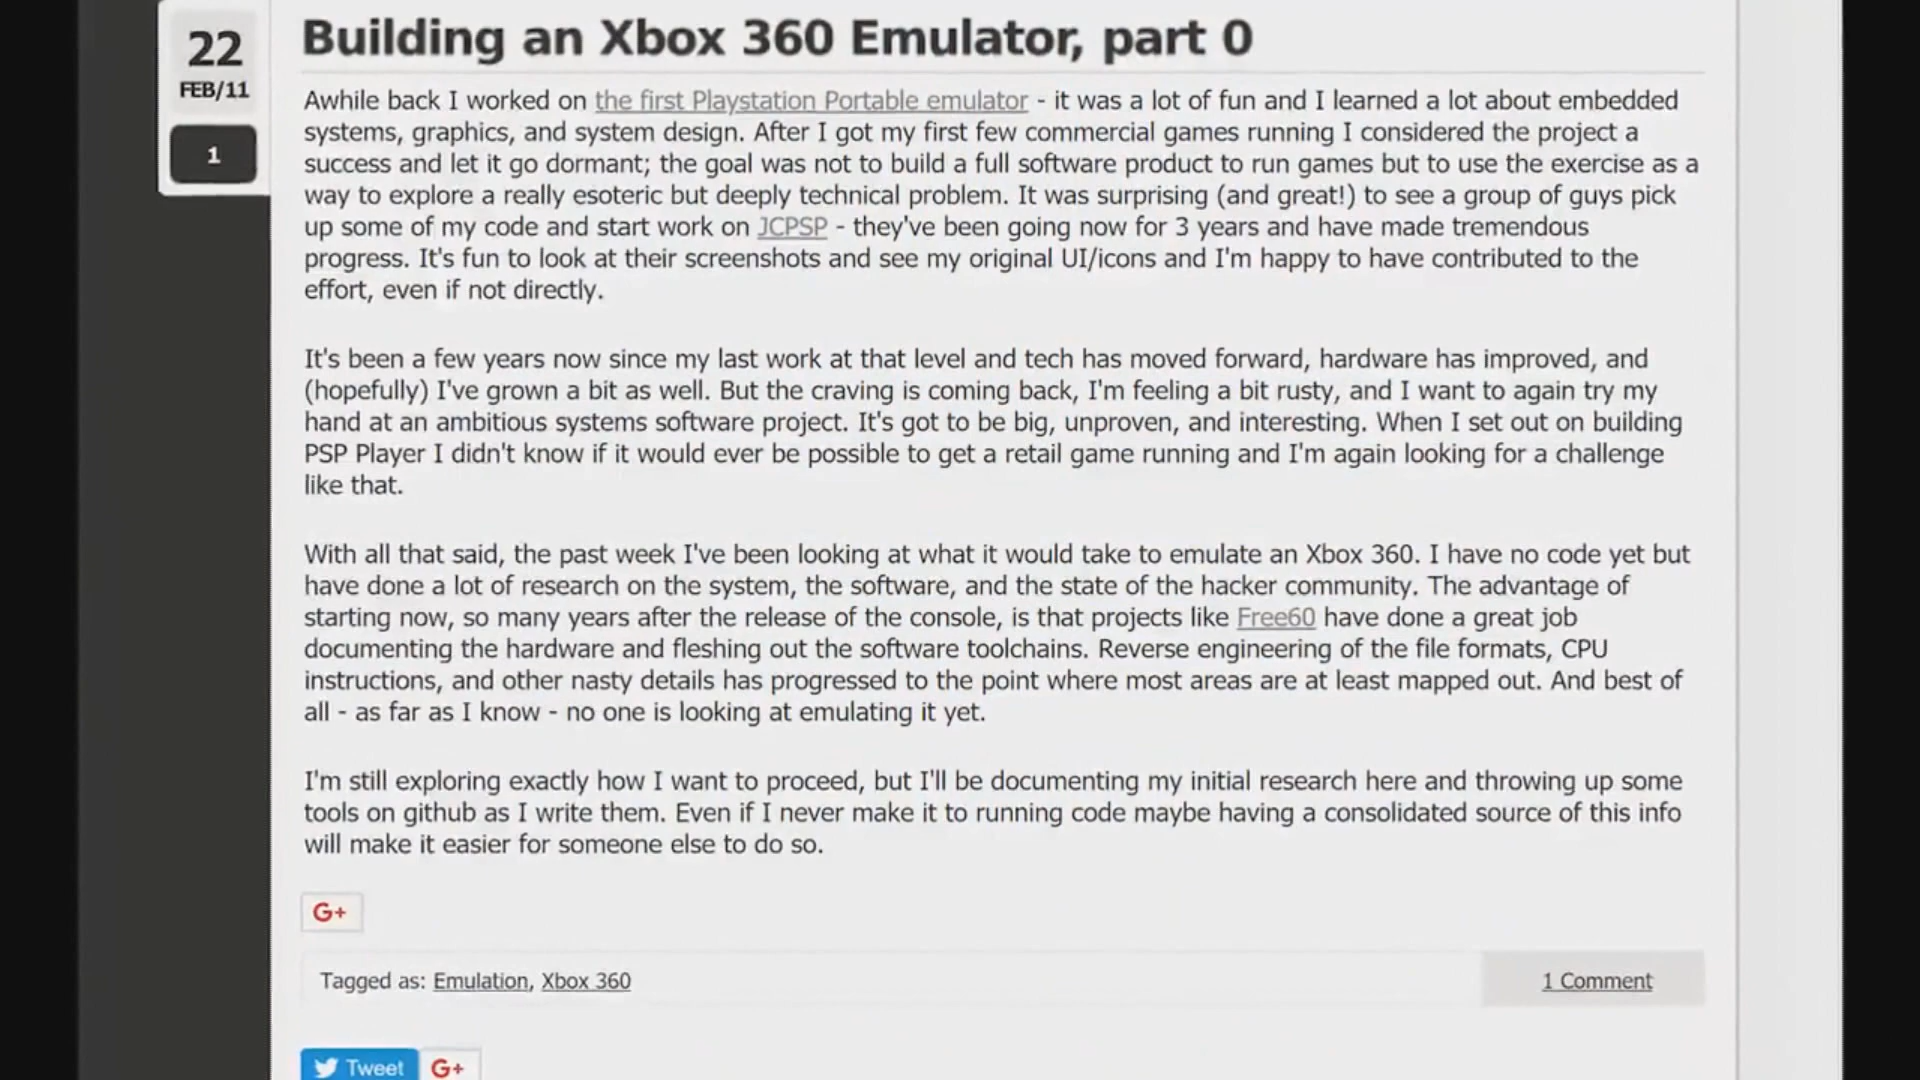 22
FEB/11
1
Building an Xbox 360 Emulator, part 0
Awhile back I worked on the first Playstation Portable emulator - it was a lot of fun and I learned a lot about embedded
systems, graphics, and system design. After I got my first few commercial games running I considered the project a
success and let it go dormant; the goal was not to build a full software product to run games but to use the exercise as a
way to explore a really esoteric but deeply technical problem. It was surprising (and great!) to see a group of guys pick
up some of my code and start work on JCPSP - they've been going now for 3 years and have made tremendous
progress. It's fun to look at their screenshots and see my original UI/icons and I'm happy to have contributed to the
effort, even if not directly.
It's been a few years now since my last work at that level and tech has moved forward, hardware has improved, and
(hopefully) I've grown a bit as well. But the craving is coming back, I'm feeling a bit rusty, and I want to again try my
hand at an ambitious systems software project. It's got to be big, unproven, and interesting. When I set out on building
PSP Player I didn't know if it would ever be possible to get a retail game running and I'm again looking for a challenge
like that.
With all that said, the past week I've been looking at what it would take to emulate an Xbox 360. I have no code yet but
have done a lot of research on the system, the software, and the state of the hacker community. The advantage of
starting now, so many years after the release of the console, is that projects like Free60 have done a great job
documenting the hardware and fleshing out the software toolchains. Reverse engineering of the file formats, CPU
instructions, and other nasty details has progressed to the point where most areas are at least mapped out. And best of
all - as far as I know - no one is looking at emulating it yet.
I'm still exploring exactly how I want to proceed, but I'll be documenting my initial research here and throwing up some
tools on github as I write them. Even if I never make it to running code maybe having a consolidated source of this info
will make it easier for someone else to do so.
G+
Tagged as: Emulation, Xbox 360
1 Comment
Tweet
G+